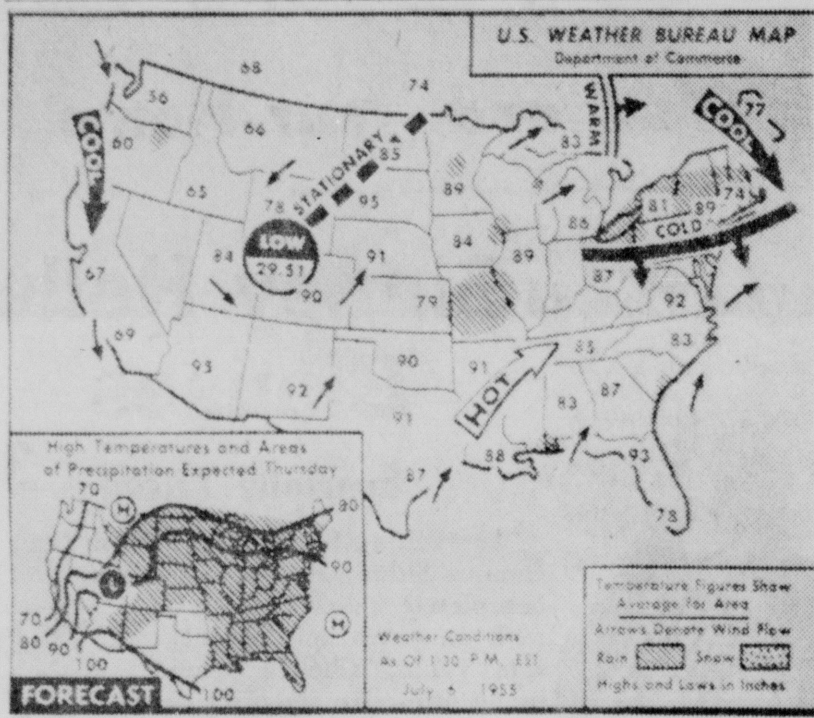 U.S. WEATHER BUREAU MAP
Department of Commerce
68
74
WARM
COOL
77
56
60
COOL
66
STATIONARY
85
83
89
65
78
95
81
89
74
COLD
LOW
29.51
84
84
86
67
90
91
89
87
79
92
69
95
92
90
91
HOT
85
83
91
83
87
87
88
93
78
High Temperatures and Areas
of Precipitation Expected Thursday
70
H
80
L
90
H
70
80
90
100
100
FORECAST
Weather Conditions
As Of 1:30 P.M. EST
July 6 1955
Temperature Figures Show
Average For Area
Arrows Denote Wind Flow
Rain Snow
Highs and Lows in Inches